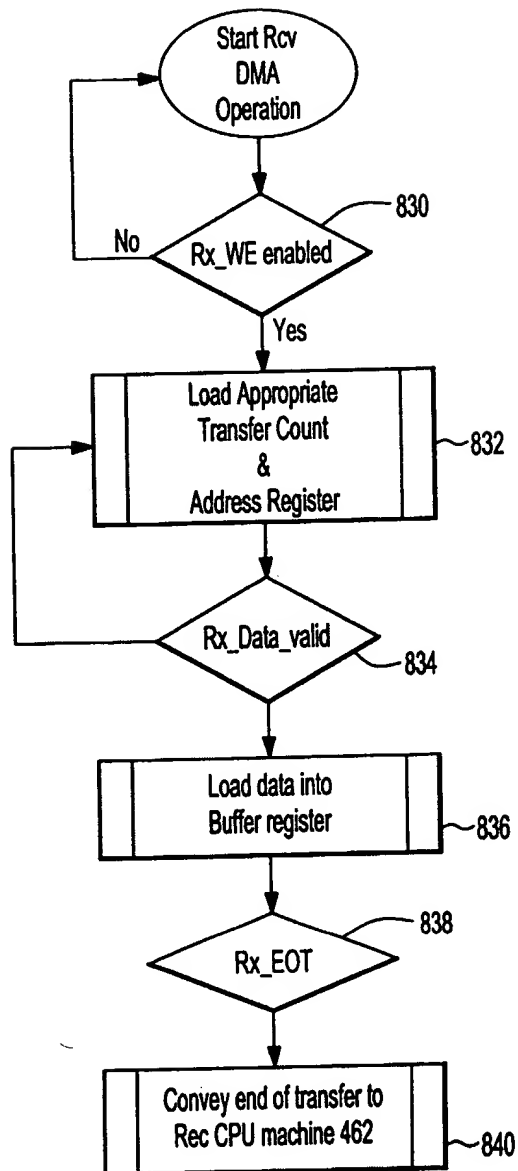 Start Rcv
DMA
Operation
830
No
Rx_WE enabled
Yes
Load Appropriate
Transfer Count
&
Address Register
832
Rx_Data_valid
834
Load data into
Buffer register
836
838
Rx_EOT
Convey end of transfer to
Rec CPU machine 462
840